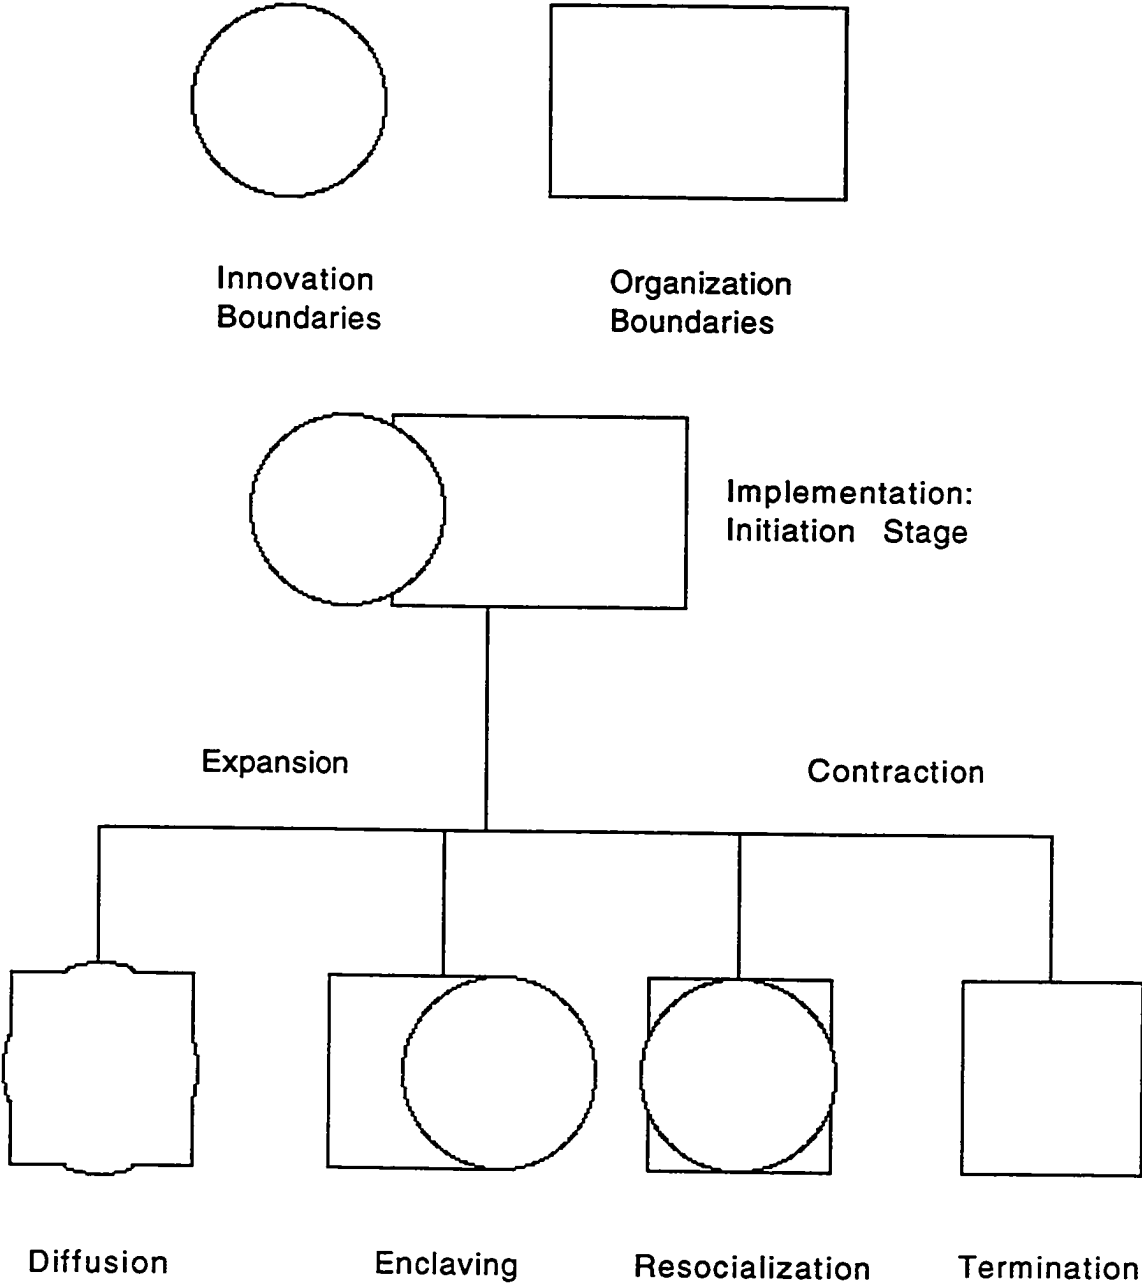 Innovation
Boundaries
Organization
Boundaries
Implementation:
Initiation Stage
Expansion
Contraction
Diffusion
Enclaving
Resocialization
Termination